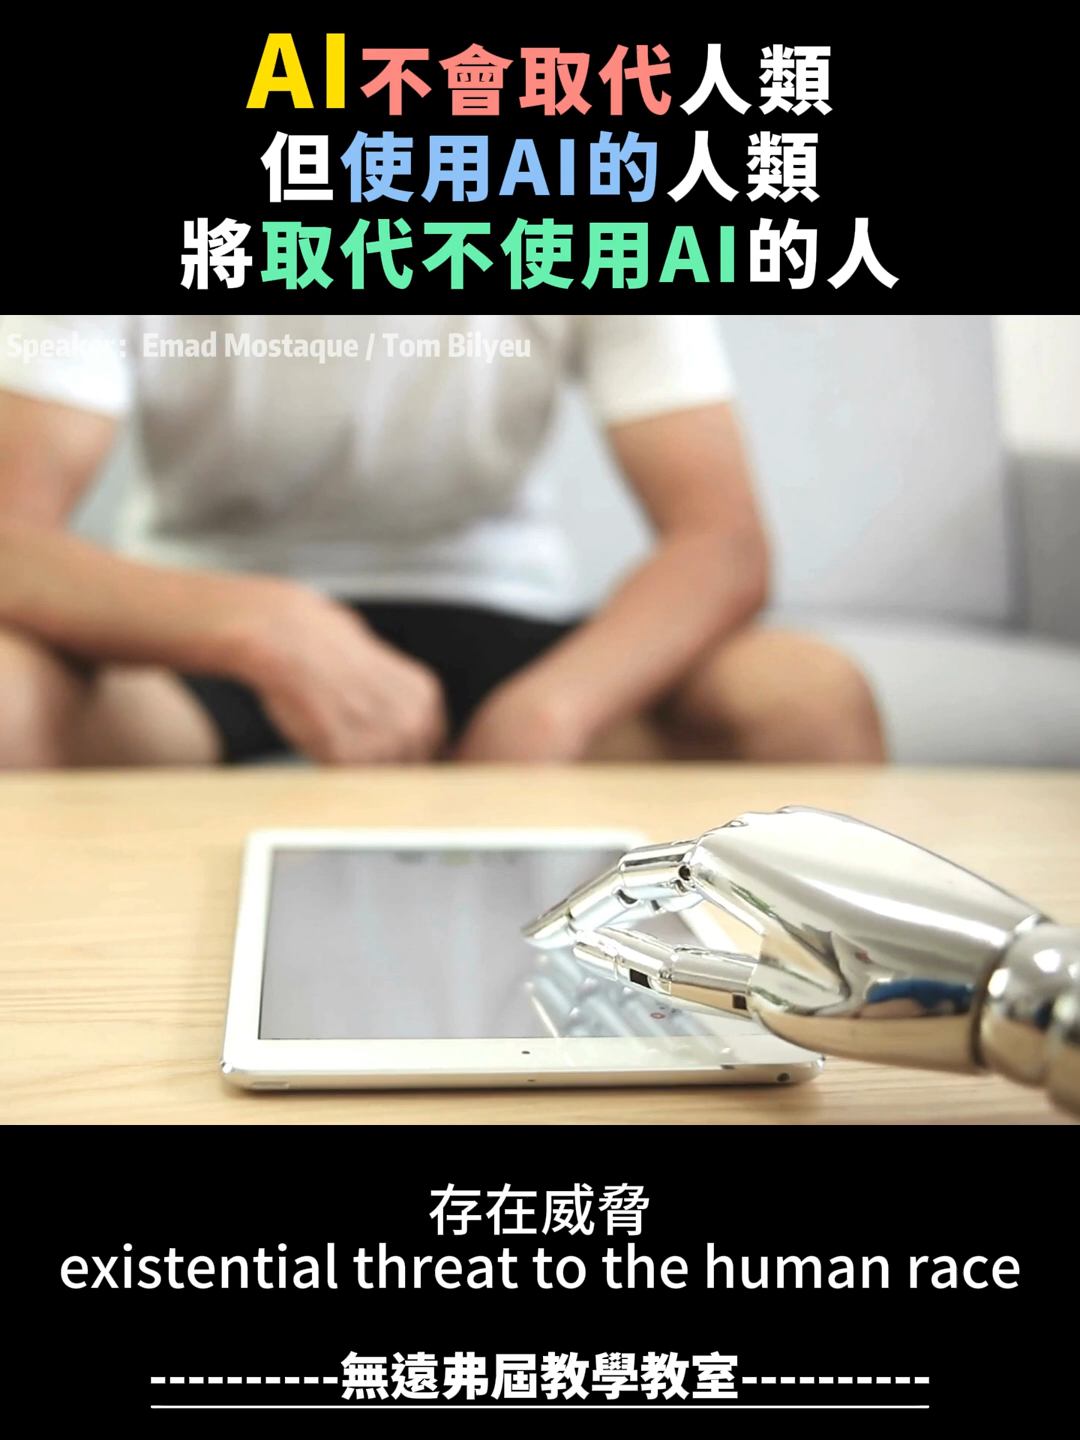 AI不會取代人類
但使用AI的人類
將取代不使用AI的人
Speaker: Emad Mostaque / Tom Bilyeu
存在威脅
existential threat to the human race
----------無遠弗屆教學教室----------